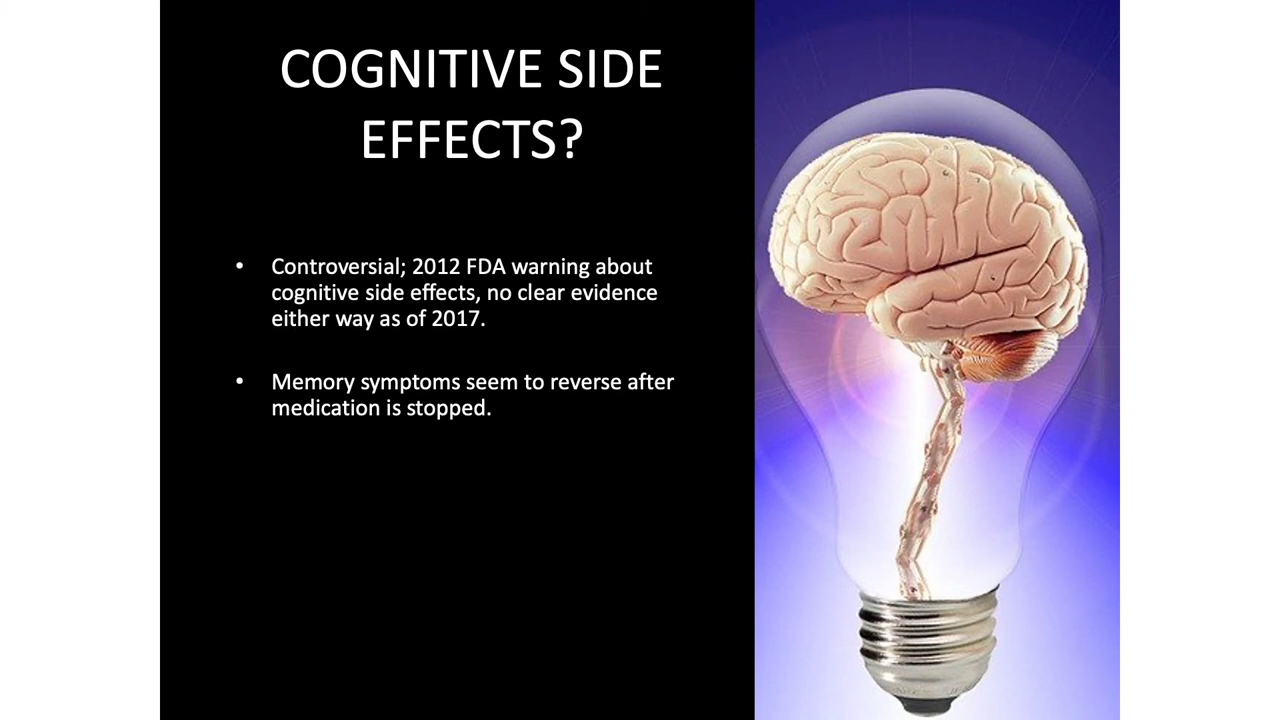 COGNITIVE SIDE
EFFECTS?
• Controversial; 2012 FDA warning about
cognitive side effects, no clear evidence
either way as of 2017.
• Memory symptoms seem to reverse after
medication is stopped.